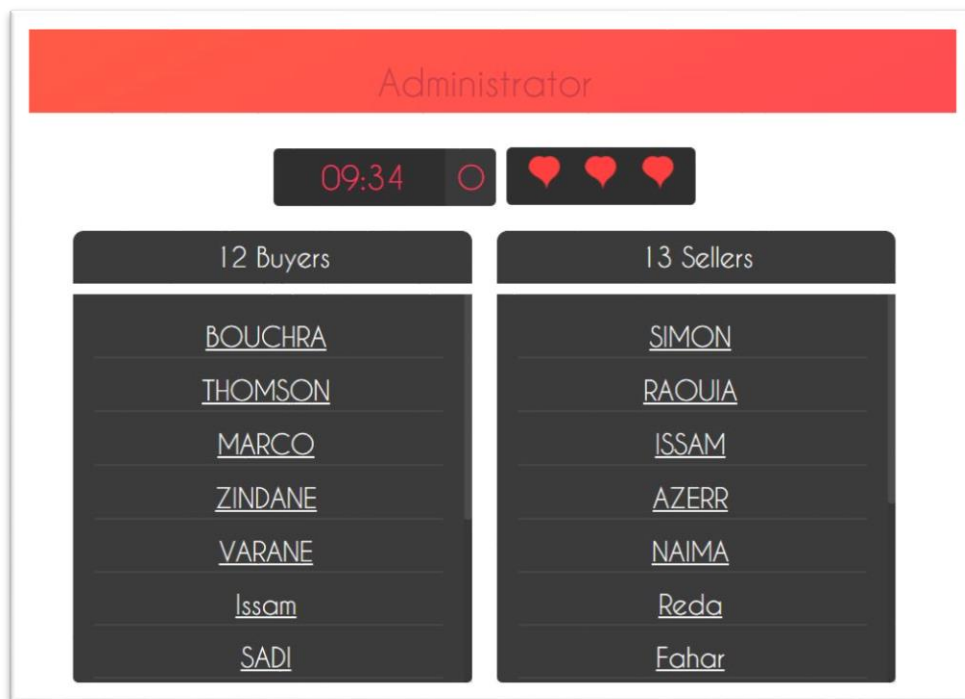 Administrator
09:34
12 Buyers
BOUCHRA
THOMSON
MARCO
ZINDANE
VARANE
Issam
SADI
13 Sellers
SIMON
RAOUIA
ISSAM
AZERR
NAIMA
Reda
Fahar